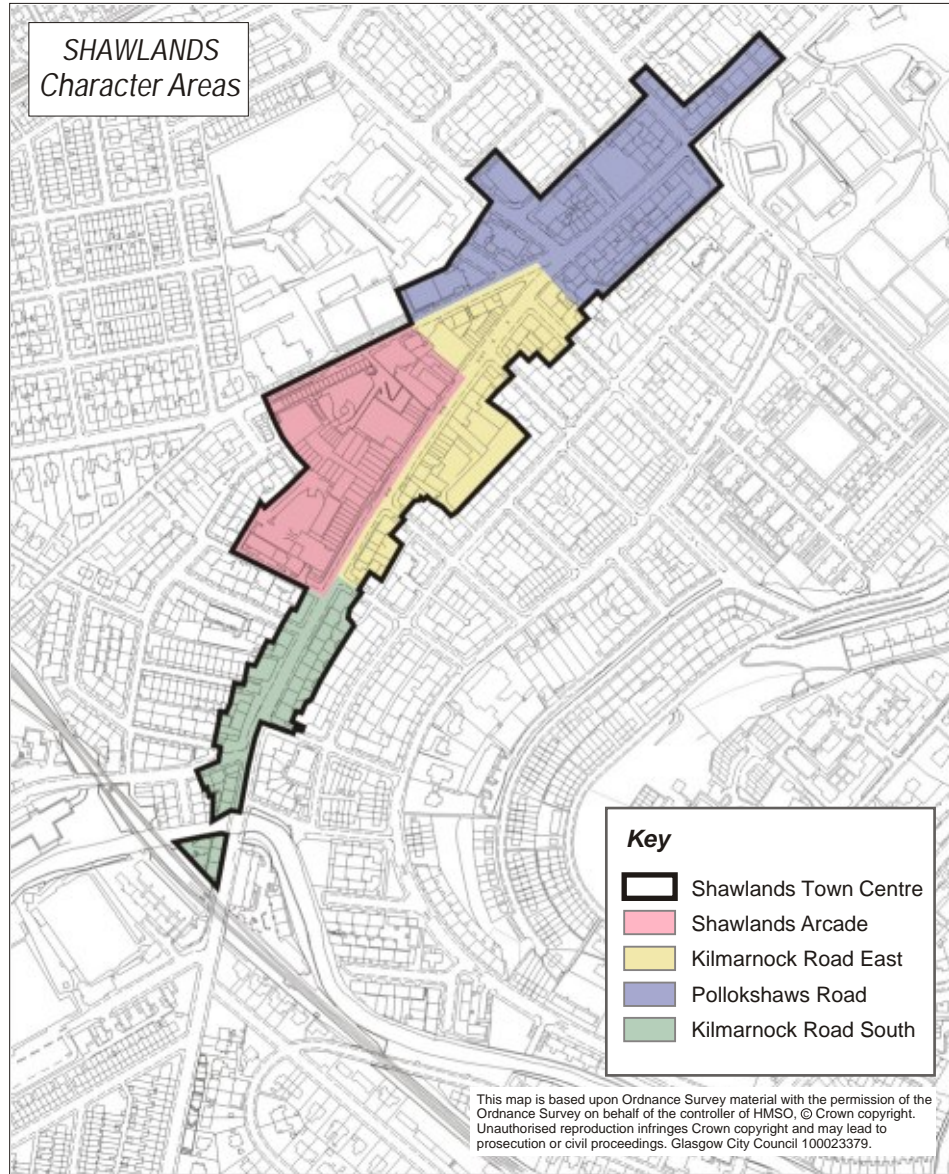 SHAWLANDS
Character Areas
Key
Shawlands Town Centre
Shawlands Arcade
Kilmarnock Road East
Pollokshaws Road
Kilmarnock Road South
This map is based upon Ordnance Survey material with the permission of the
Ordnance Survey on behalf of the controller of HMSO, © Crown copyright.
Unauthorised reproduction infringes Crown copyright and may lead to
prosecution or civil proceedings. Glasgow City Council 100023379.